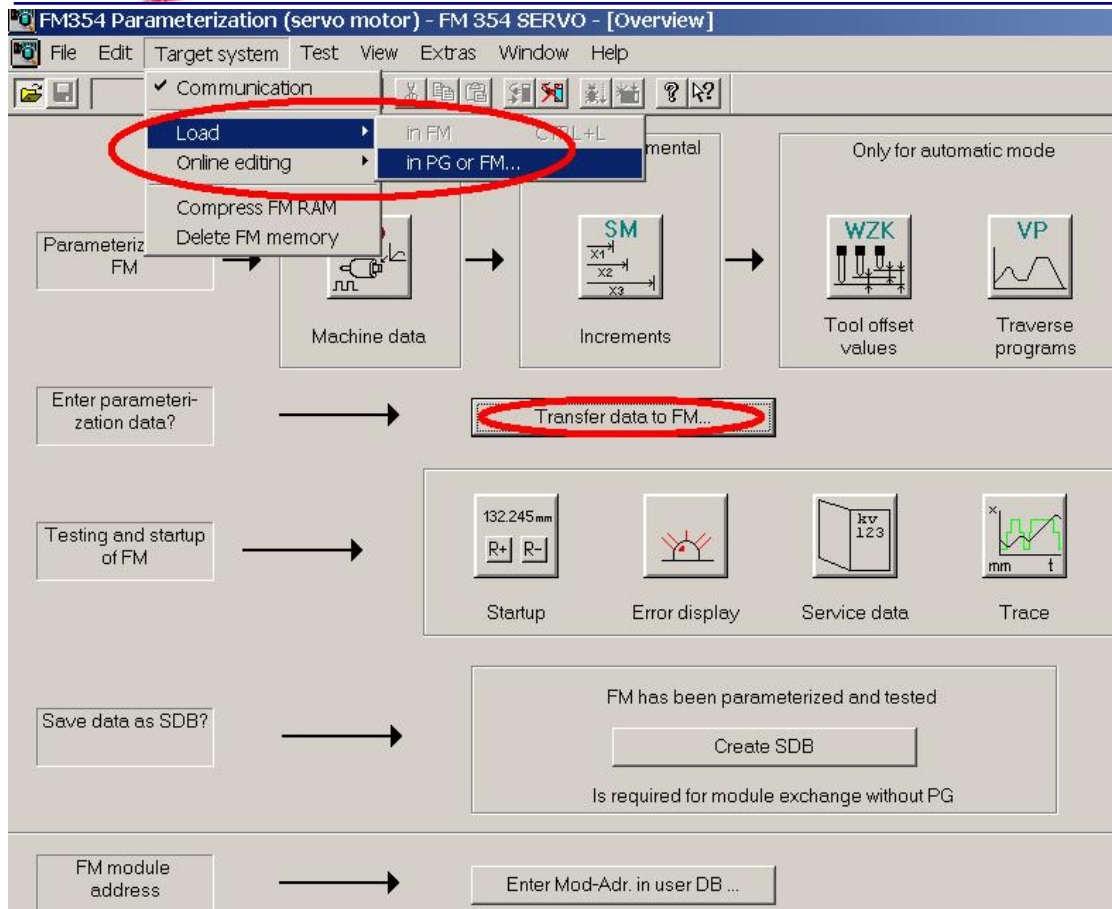 FM354 Parameterization (servo motor) - FM 354 SERVO - [Overview]
File Edit Target system Test View Extras Window Help
Communication
Load
in FM CTRL+L
Online editing
in PG or FM...
Compress FM RAM
Delete FM memory
mental
Only for automatic mode
Parameteriz
FM
SM
X1
X2
X3
WZK
VP
Machine data
Increments
Tool offset
values
Traverse
programs
Enter parameteri-
zation data?
Transfer data to FM...
Testing and startup
of FM
132.245mm
R+ R-
kv
123
x
mm t
Startup
Error display
Service data
Trace
Save data as SDB?
FM has been parameterized and tested
Create SDB
Is required for module exchange without PG
FM module
address
Enter Mod-Adr. in user DB ...